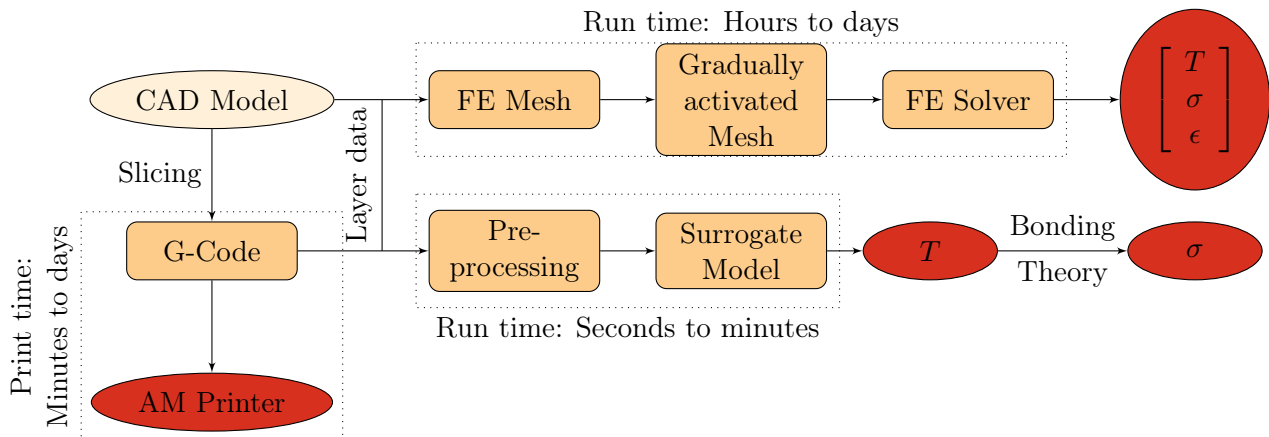 Run time: Hours to days
CAD Model
FE Mesh
Gradually
activated
Mesh
FE Solver
T
σ
ϵ
Slicing
Layer data
Print time:
Minutes to days
G-Code
Pre-
processing
Surrogate
Model
T
Bonding
Theory
σ
Run time: Seconds to minutes
AM Printer